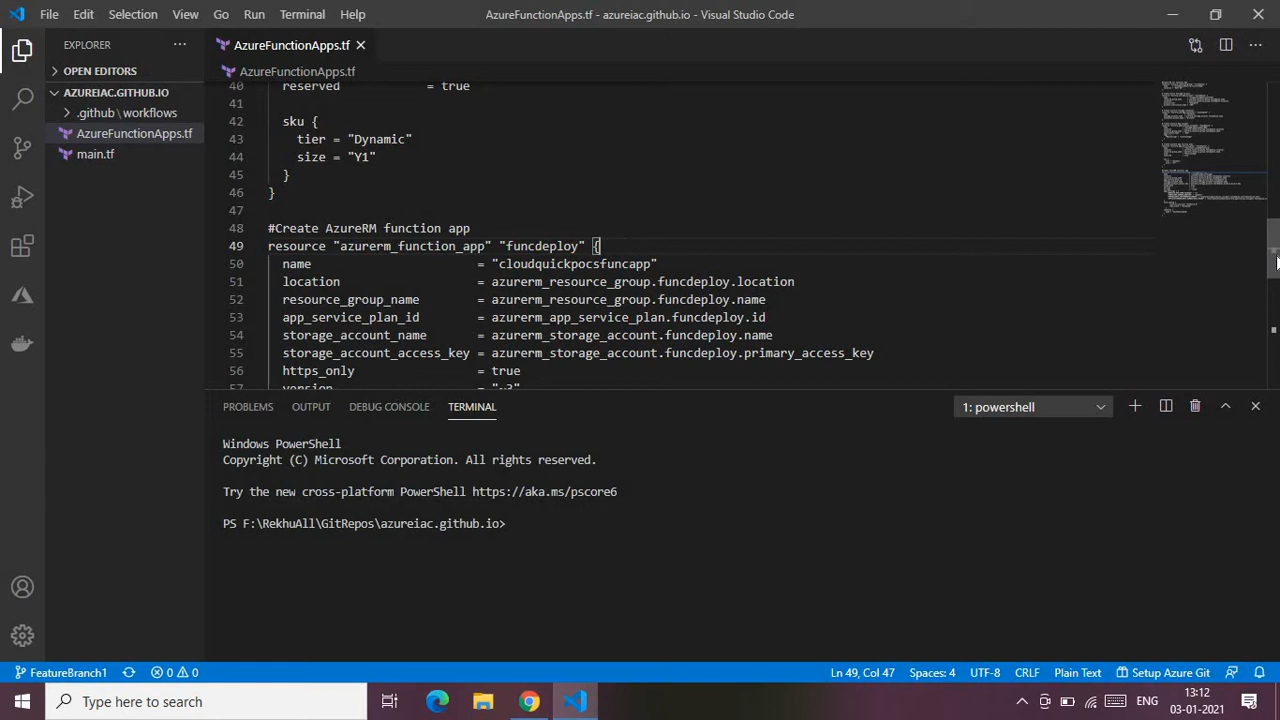 File Edit Selection View Go Run Terminal Help
AzureFunctionApps.tf - azureiac.github.io - Visual Studio Code
EXPLORER
OPEN EDITORS
AZUREIAC.GITHUB.IO
.github\workflows
AzureFunctionApps.tf
main.tf
AzureFunctionApps.tf
AzureFunctionApps.tf
40 reserved = true
41
42 sku {
43 tier = "Dynamic"
44 size = "Y1"
45 }
46 }
47
48 #Create AzureRM function app
49 resource "azurerm_function_app" "funcdeploy" {
50 name = "cloudquickpocsfuncapp"
51 location = azurerm_resource_group.funcdeploy.location
52 resource_group_name = azurerm_resource_group.funcdeploy.name
53 app_service_plan_id = azurerm_app_service_plan.funcdeploy.id
54 storage_account_name = azurerm_storage_account.funcdeploy.name
55 storage_account_access_key = azurerm_storage_account.funcdeploy.primary_access_key
56 https_only = true
57 version = "~3"
PROBLEMS OUTPUT DEBUG CONSOLE TERMINAL
1: powershell
Windows PowerShell
Copyright (C) Microsoft Corporation. All rights reserved.
Try the new cross-platform PowerShell https://aka.ms/pscore6
PS F:\RekhuAll\GitRepos\azureiac.github.io>
FeatureBranch1 0 0
Ln 49, Col 47 Spaces: 4 UTF-8 CRLF Plain Text Setup Azure Git
Type here to search
ENG
13:12
03-01-2021